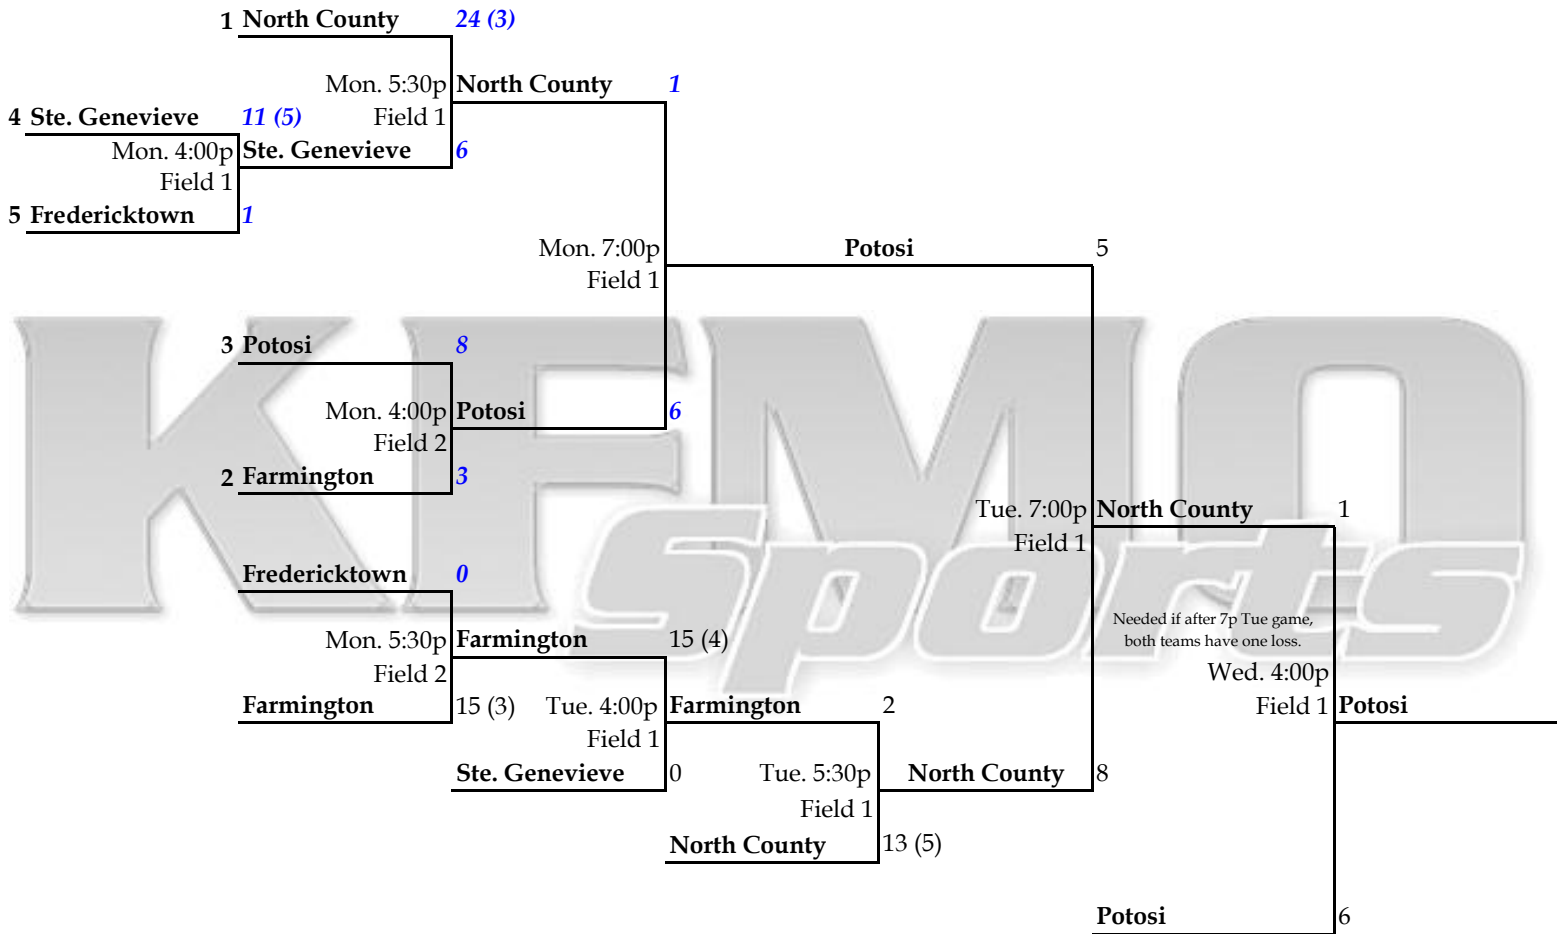 1 North County 24 (3)
Mon. 5:30p North County 1
4 Ste. Genevieve 11 (5) Field 1
Mon. 4:00p Ste. Genevieve 6
Field 1
5 Fredericktown 1
Mon. 7:00p Potosi 5
Field 1
3 Potosi 8
Mon. 4:00p Potosi 6
Field 2
2 Farmington 3
KFMO
Sports
Tue. 7:00p North County 1
Field 1
Fredericktown 0
Needed if after 7p Tue game,
both teams have one loss.
Mon. 5:30p Farmington 15 (4)
Field 2
Wed. 4:00p
Farmington 15 (3) Tue. 4:00p Farmington 2 Field 1 Potosi
Field 1
Ste. Genevieve 0 Tue. 5:30p North County 8
Field 1
North County 13 (5)
Potosi 6